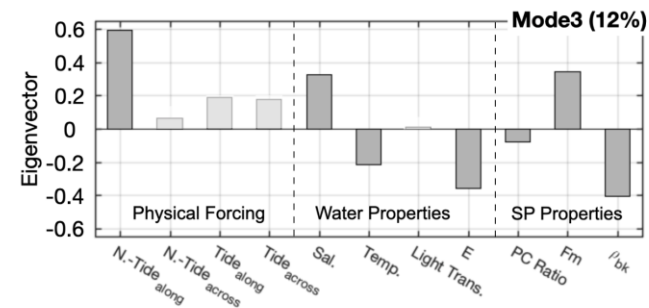 Mode3 (12%)
Eigenvector
0.6
0.4
0.2
0
-0.2
-0.4
-0.6
Physical Forcing
Water Properties
SP Properties
N.-Tide along
N.-Tide across
Tide along
Tide across
Sal.
Temp.
Light Trans.
E
PC Ratio
Fm
ρbk